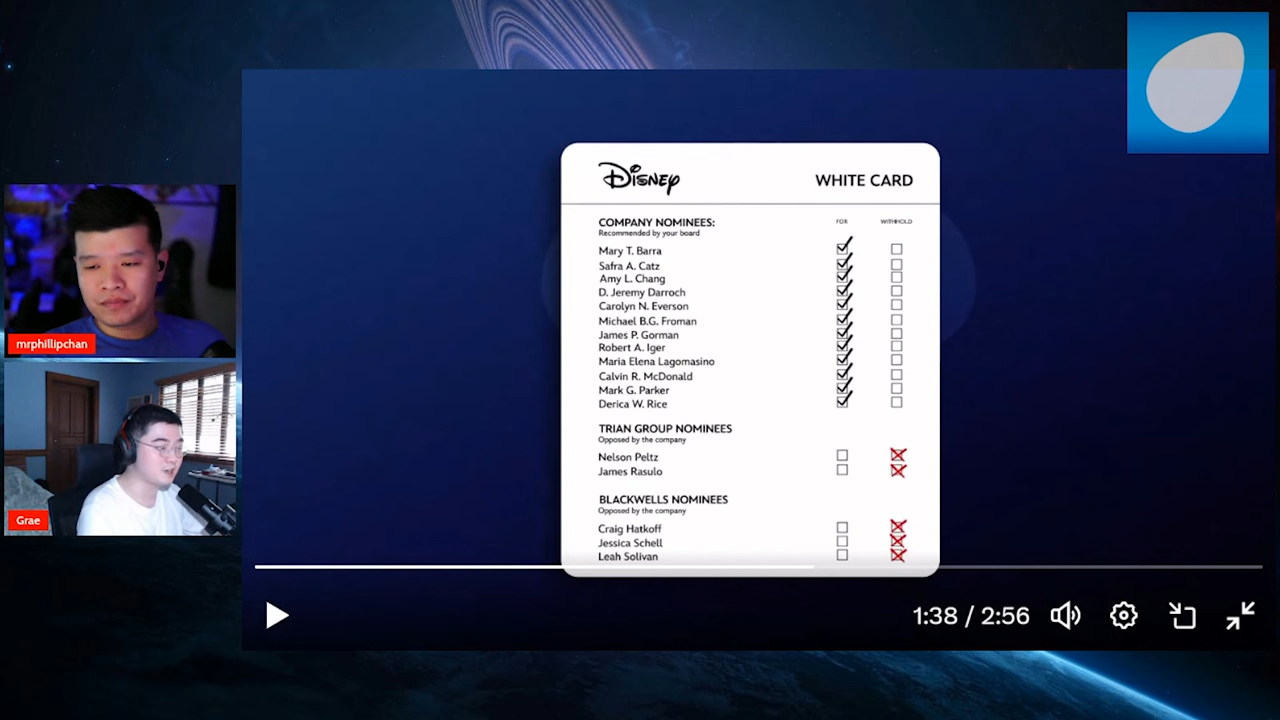 Disney
WHITE CARD
COMPANY NOMINEES:
FOR
WITHHOLD
Recommended by your board
Mary T. Barra
Safra A. Catz
Amy L. Chang
D. Jeremy Darroch
Carolyn N. Everson
Michael B.G. Froman
James P. Gorman
Robert A. Iger
Maria Elena Lagomasino
Calvin R. McDonald
Mark G. Parker
Derica W. Rice
TRIAN GROUP NOMINEES
Opposed by the company
Nelson Peltz
James Rasulo
BLACKWELLS NOMINEES
Opposed by the company
Craig Hatkoff
Jessica Schell
Leah Solivan
mrphillipchan
Grae
1:38 / 2:56